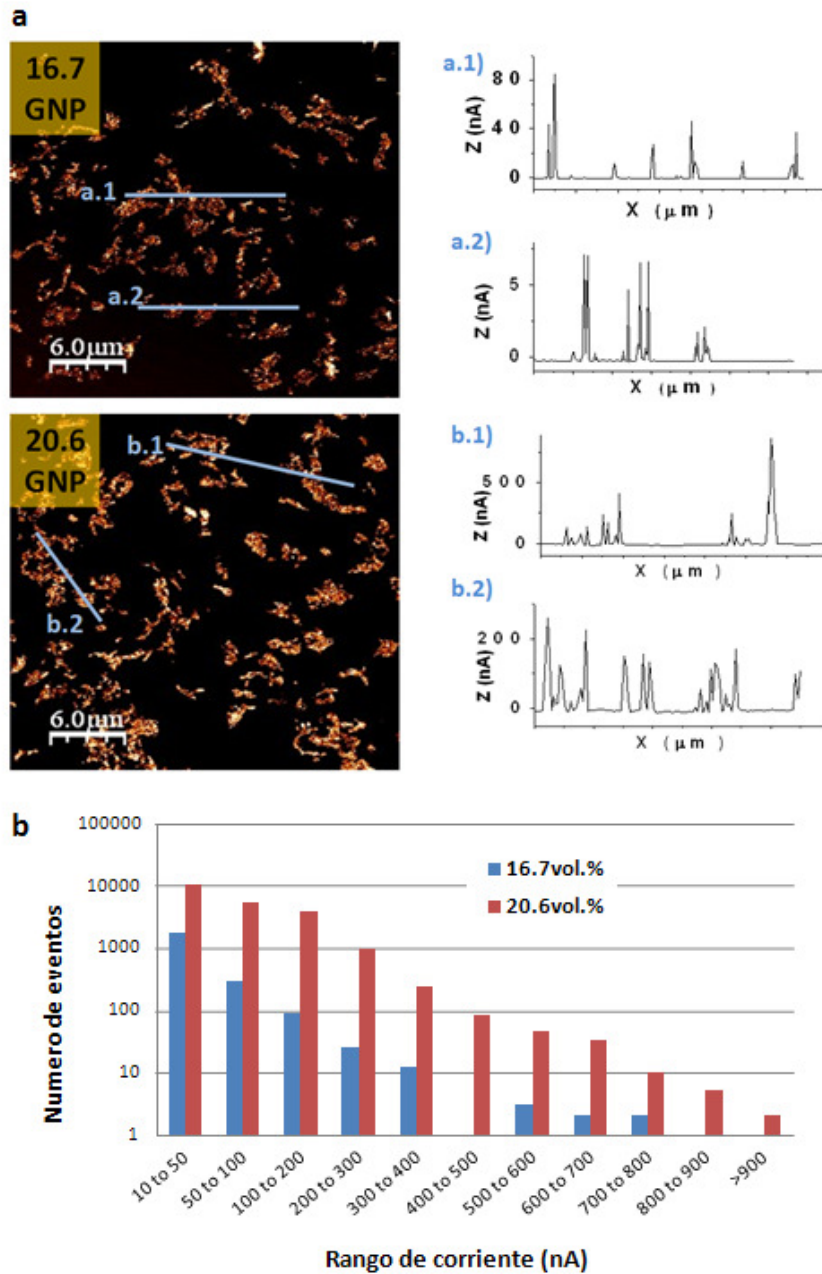 a
16.7
GNP
a.1
a.2
6.0µm
a.1)
80
40
0
Z (nA)
X (µm)
a.2)
5
0
Z (nA)
X (µm)
20.6
GNP
b.1
b.2
6.0µm
b.1)
500
0
Z (nA)
X (µm)
b.2)
200
0
Z (nA)
X (µm)
b
100000
10000
1000
100
10
1
Numero de eventos
16.7vol.%
20.6vol.%
10 to 50
50 to 100
100 to 200
200 to 300
300 to 400
400 to 500
500 to 600
600 to 700
700 to 800
800 to 900
>900
Rango de corriente (nA)